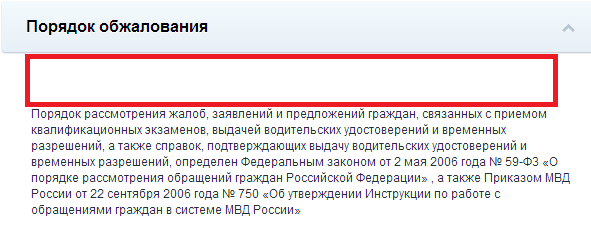 Порядок обжалования
Порядок рассмотрения жалоб, заявлений и предложений граждан, связанных с приемом
квалификационных экзаменов, выдачей водительских удостоверений и временных
разрешений, а также справок, подтверждающих выдачу водительских удостоверений и
временных разрешений, определен Федеральным законом от 2 мая 2006 года № 59-ФЗ «О
порядке рассмотрения обращений граждан Российской Федерации» , а также Приказом МВД
России от 22 сентября 2006 года № 750 «Об утверждении Инструкции по работе с
обращениями граждан в системе МВД России»